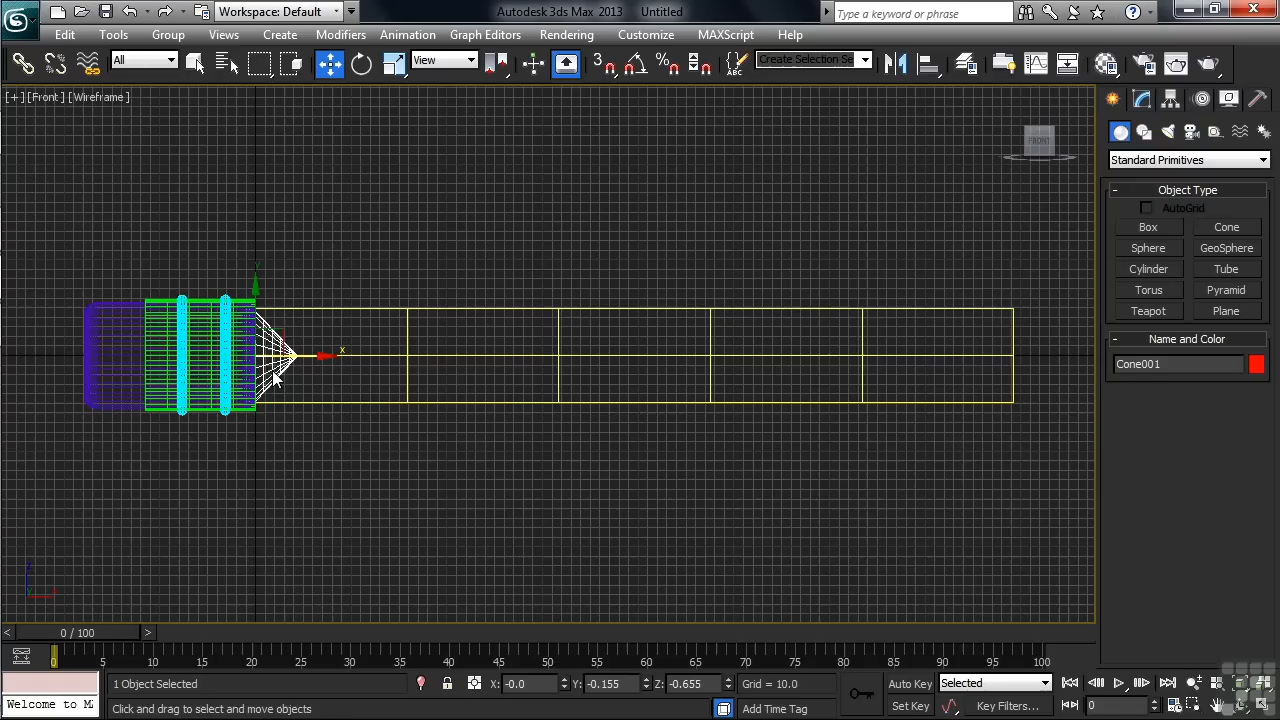 Workspace: Default
Autodesk 3ds Max 2013 Untitled
Type a keyword or phrase
Edit Tools Group Views Create Modifiers Animation Graph Editors Rendering Customize MAXScript Help
All
View
3
Create Selection Se
[+] [Front] [Wireframe]
FRONT
Standard Primitives
- Object Type
AutoGrid
Box Cone
Sphere GeoSphere
Cylinder Tube
Torus Pyramid
Teapot Plane
- Name and Color
Cone001
y
x
z
< 0 / 100 >
0 5 10 15 20 25 30 35 40 45 50 55 60 65 70 75 80 85 90 95 100
1 Object Selected X: -0.0 Y: -0.155 Z: -0.655 Grid = 10.0 Auto Key Selected
Welcome to M
Click and drag to select and move objects Add Time Tag Set Key Key Filters... 0